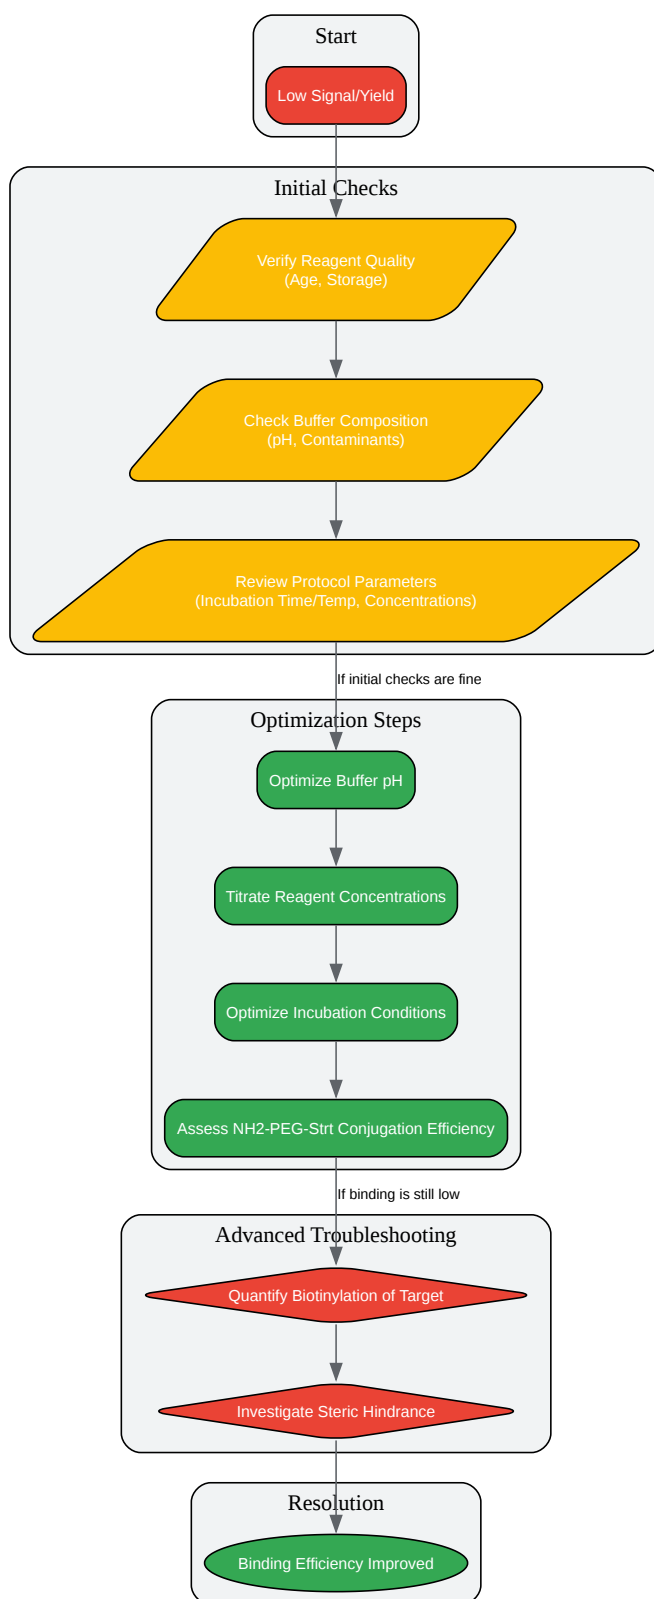 Start
Low Signal/Yield
Initial Checks
Verify Reagent Quality
(Age, Storage)
Check Buffer Composition
(pH, Contaminants)
Review Protocol Parameters
(Incubation Time/Temp, Concentrations)
If initial checks are fine
Optimization Steps
Optimize Buffer pH
Titrate Reagent Concentrations
Optimize Incubation Conditions
Assess NH2-PEG-Strt Conjugation Efficiency
If binding is still low
Advanced Troubleshooting
Quantify Biotinylation of Target
Investigate Steric Hindrance
Resolution
Binding Efficiency Improved